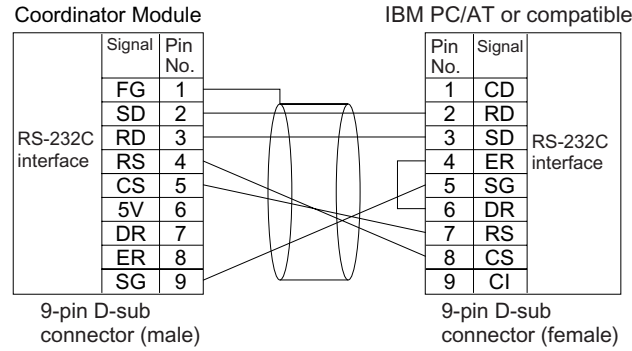 Coordinator Module
IBM PC/AT or compatible
Signal Pin No.
Pin No. Signal
RS-232C interface
FG 1
SD 2
RD 3
RS 4
CS 5
5V 6
DR 7
ER 8
SG 9
1 CD
2 RD
3 SD
4 ER
5 SG
6 DR
7 RS
8 CS
9 CI
RS-232C interface
9-pin D-sub
connector (male)
9-pin D-sub
connector (female)